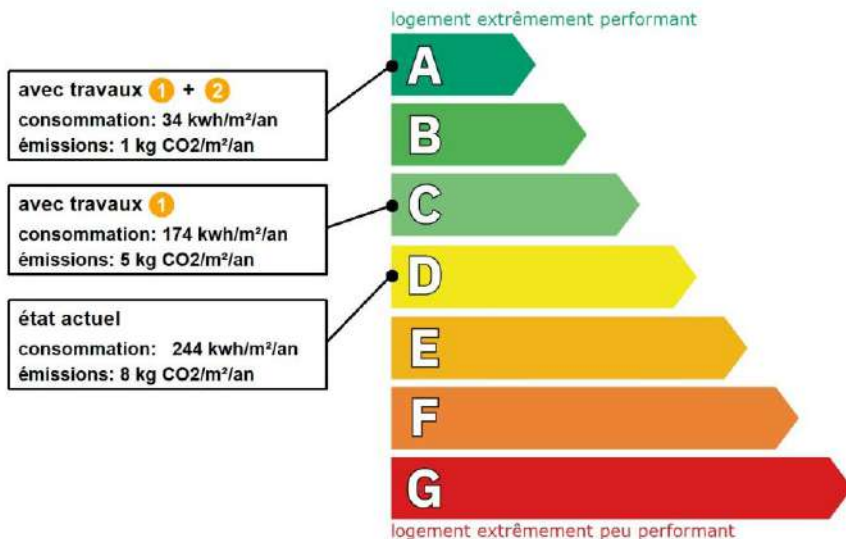 logement extrêmement performant
avec travaux 1 + 2
consommation: 34 kwh/m²/an
émissions: 1 kg CO2/m²/an
avec travaux 1
consommation: 174 kwh/m²/an
émissions: 5 kg CO2/m²/an
état actuel
consommation: 244 kwh/m²/an
émissions: 8 kg CO2/m²/an
A
B
C
D
E
F
G
logement extrêmement peu performant